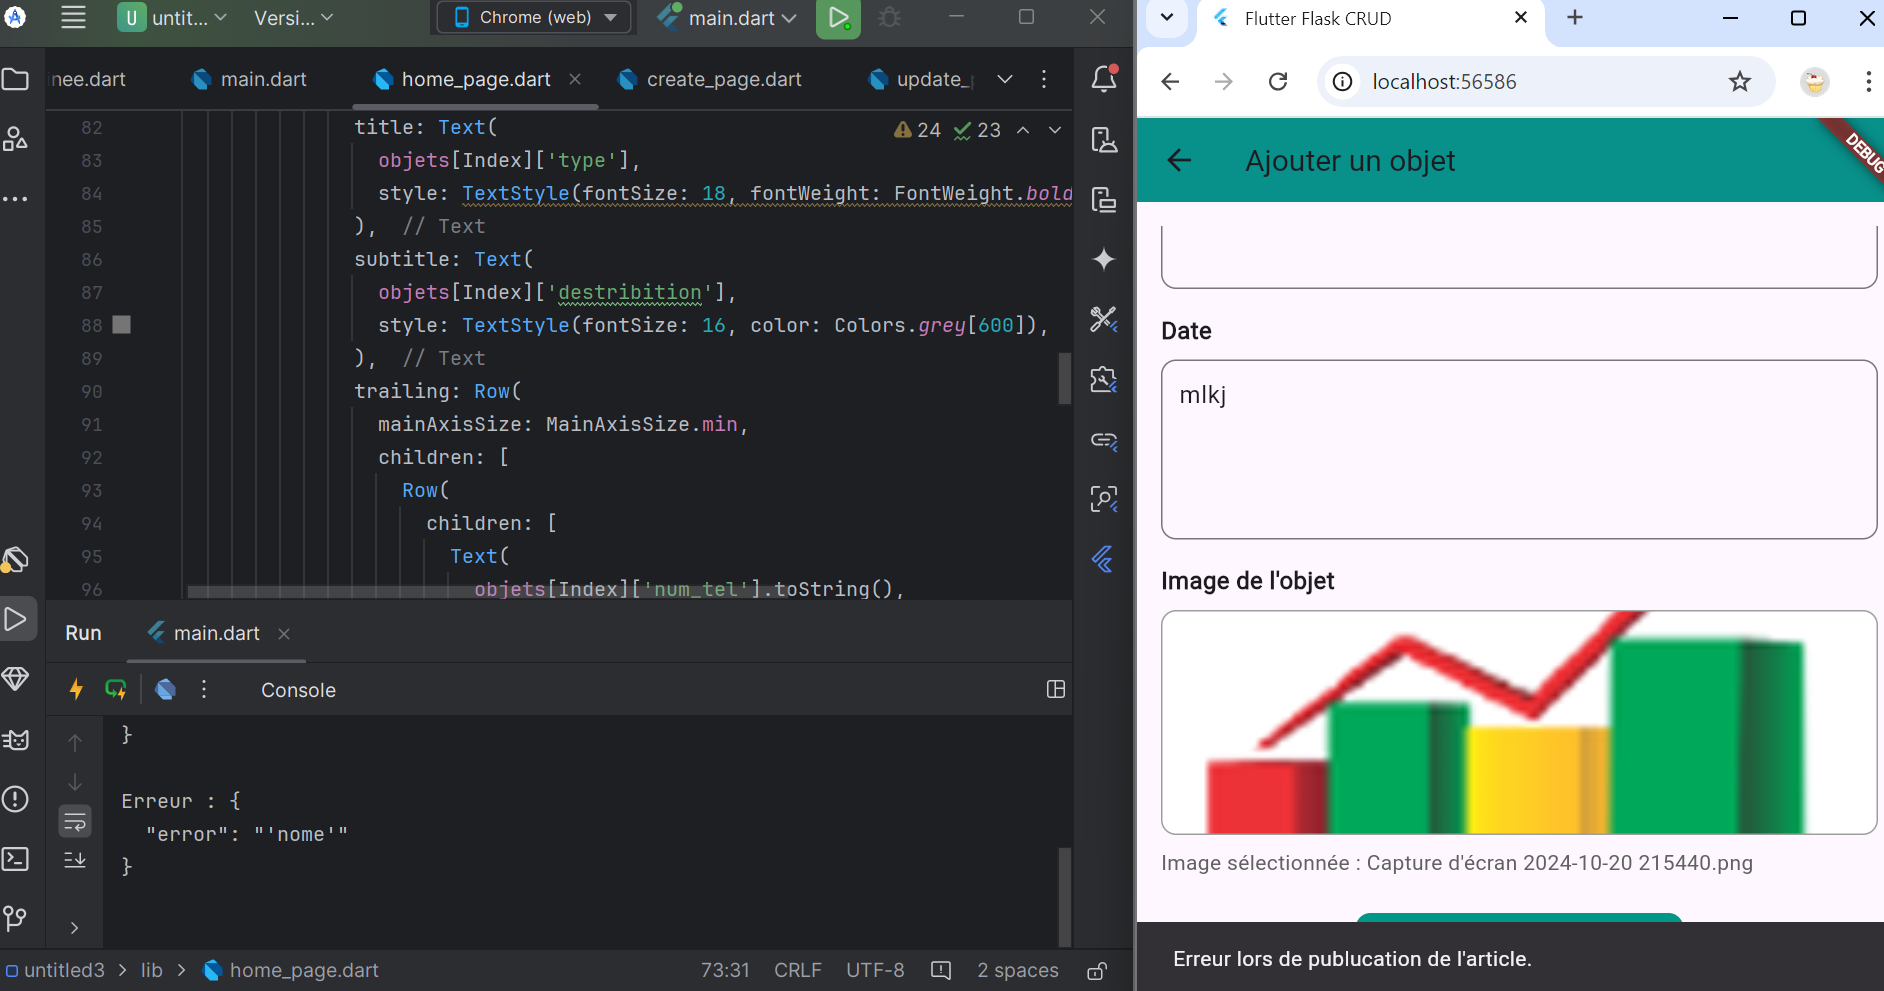 U untit...
Versi...
Chrome (web)
main.dart
nee.dart
main.dart
home_page.dart
create_page.dart
update_
24
23
82 title: Text(
83 objets[Index]['type'],
84 style: TextStyle(fontSize: 18, fontWeight: FontWeight.bold
85 ), // Text
86 subtitle: Text(
87 objets[Index]['destribition'],
88 style: TextStyle(fontSize: 16, color: Colors.grey[600]),
89 ), // Text
90 trailing: Row(
91 mainAxisSize: MainAxisSize.min,
92 children: [
93 Row(
94 children: [
95 Text(
96 objets[Index]['num_tel'].toString(),
Run
main.dart
Console
}
Erreur : {
"error": "'nome'"
}
untitled3 > lib > home_page.dart
73:31
CRLF
UTF-8
2 spaces
Flutter Flask CRUD
localhost:56586
Ajouter un objet
DEBUG
Date
mlkj
Image de l'objet
Image sélectionnée : Capture d'écran 2024-10-20 215440.png
Erreur lors de publucation de l'article.